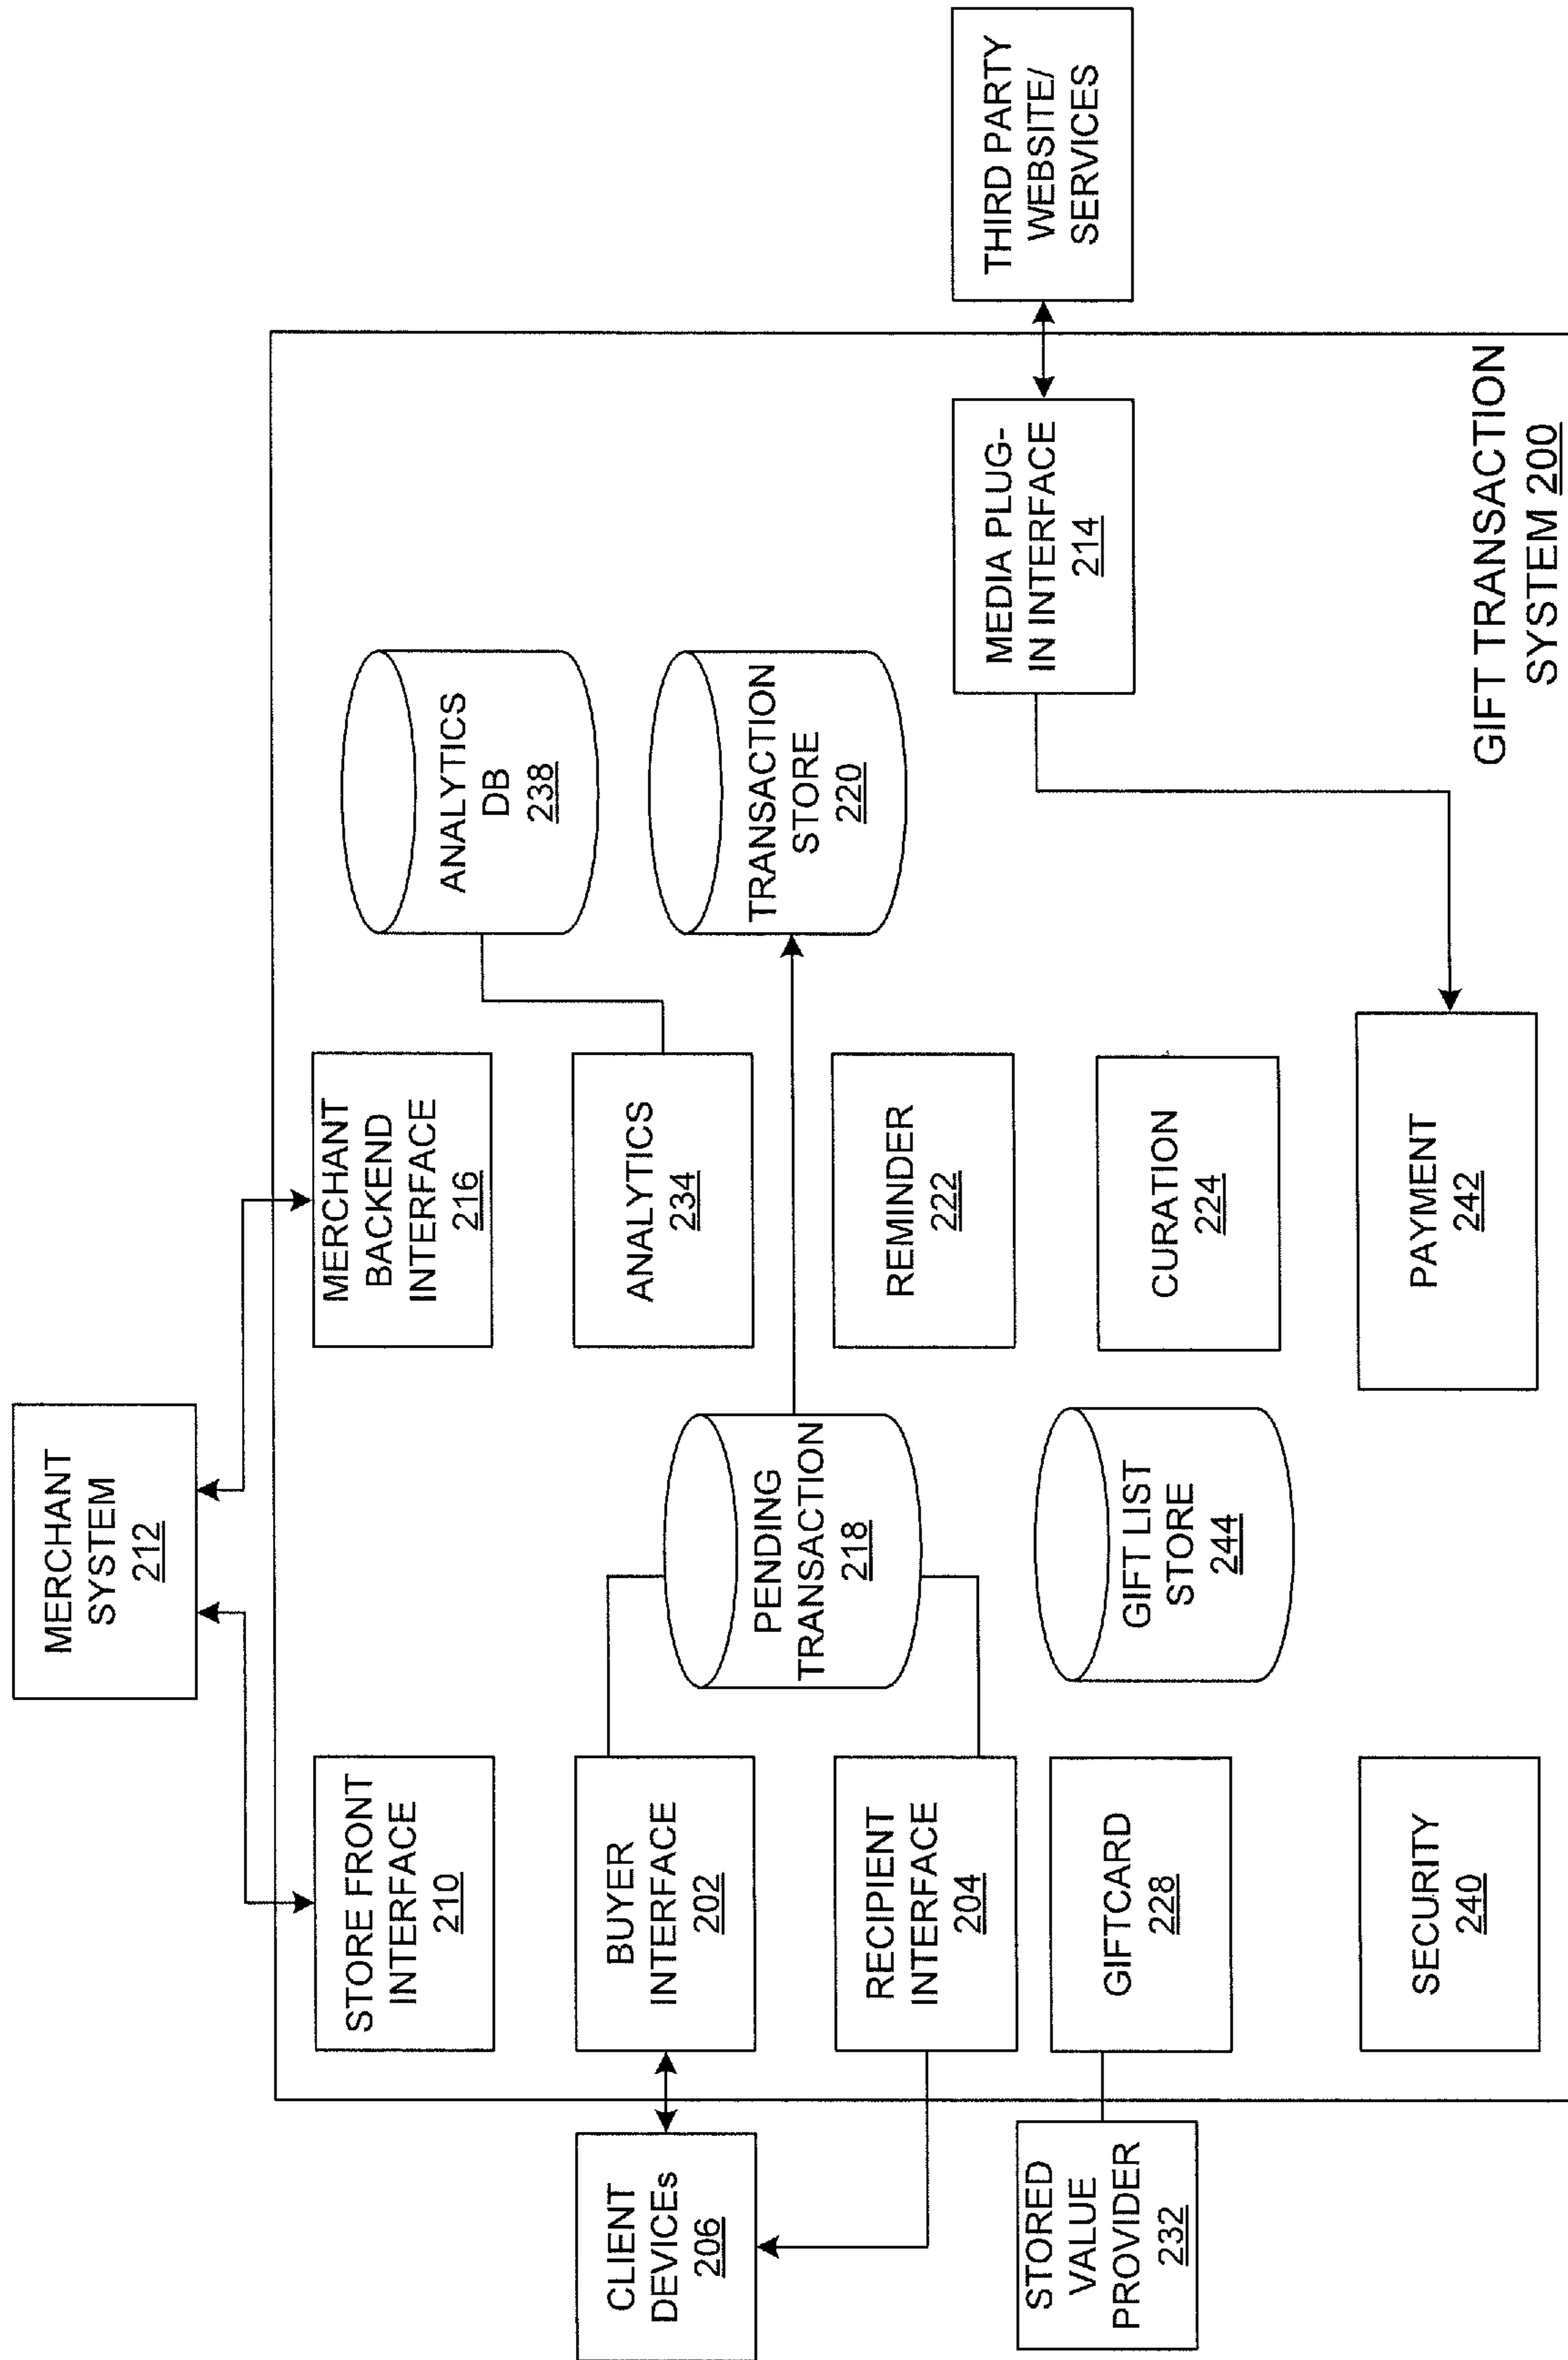 MERCHANT
SYSTEM
212
STORE FRONT
INTERFACE
210
MERCHANT
BACKEND
INTERFACE
216
CLIENT
DEVICEs
206
BUYER
INTERFACE
202
PENDING
TRANSACTION
218
ANALYTICS
234
ANALYTICS
DB
238
TRANSACTION
STORE
220
RECIPIENT
INTERFACE
204
REMINDER
222
STORED
VALUE
PROVIDER
232
GIFTCARD
228
GIFT LIST
STORE
244
CURATION
224
MEDIA PLUG-
IN INTERFACE
214
THIRD PARTY
WEBSITE/
SERVICES
SECURITY
240
PAYMENT
242
GIFT TRANSACTION
SYSTEM 200